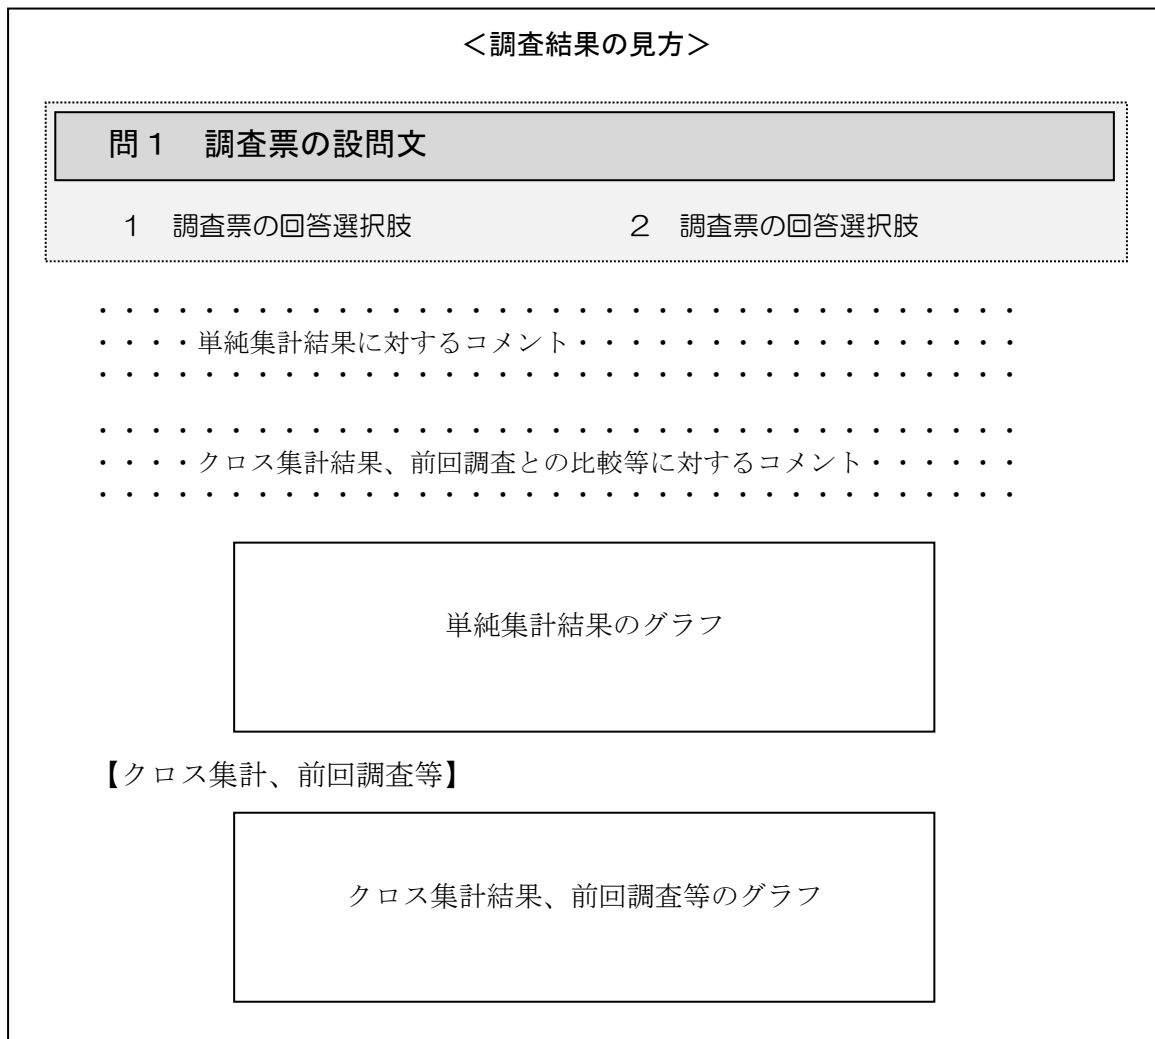 ＜調査結果の見方＞
問１　調査票の設問文
１　調査票の回答選択肢　　　　　　　　２　調査票の回答選択肢
・・・・・・・・・・・・・・・・・・・・・・・・・・・・・・・・・・・
・・・・単純集計結果に対するコメント・・・・・・・・・・・・・・・・・
・・・・・・・・・・・・・・・・・・・・・・・・・・・・・・・・・・・
・・・・・・・・・・・・・・・・・・・・・・・・・・・・・・・・・・・
・・・・クロス集計結果、前回調査との比較等に対するコメント・・・・・・
・・・・・・・・・・・・・・・・・・・・・・・・・・・・・・・・・・・
単純集計結果のグラフ
【クロス集計、前回調査等】
クロス集計結果、前回調査等のグラフ